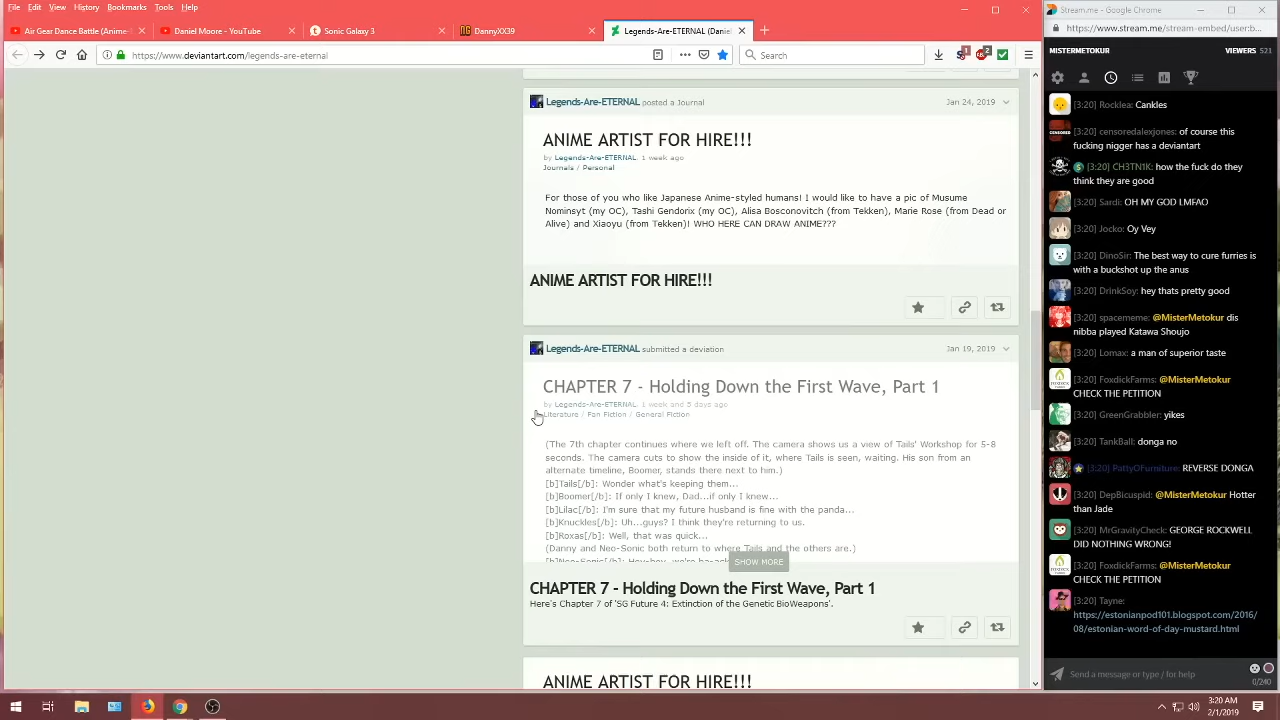 File Edit View History Bookmarks Tools Help
Air Gear Dance Battle (Anime-
Daniel Moore - YouTube
Sonic Galaxy 3
DannyXX39
Legends-Are-ETERNAL (Danie
https://www.deviantart.com/legends-are-eternal
Search
Legends-Are-ETERNAL posted a Journal
Jan 24, 2019
ANIME ARTIST FOR HIRE!!!
by Legends-Are-ETERNAL, 1 week ago
Journals / Personal
For those of you who like Japanese Anime-styled humans! I would like to have a pic of Musume
Nominsyt (my OC), Tashi Gendorix (my OC), Alisa Bosconovitch (from Tekken), Marie Rose (from Dead or
Alive) and Xiaoyu (from Tekken)! WHO HERE CAN DRAW ANIME???
ANIME ARTIST FOR HIRE!!!
Legends-Are-ETERNAL submitted a deviation
Jan 19, 2019
CHAPTER 7 - Holding Down the First Wave, Part 1
by Legends-Are-ETERNAL, 1 week and 5 days ago
Literature / Fan Fiction / General Fiction
(The 7th chapter continues where we left off. The camera shows us a view of Tails' Workshop for 5-8
seconds. The camera cuts to show the inside of it, where Tails is seen, waiting. His son from an
alternate timeline, Boomer, stands there next to him.)
[b]Tails[/b]: Wonder what's keeping them...
[b]Boomer[/b]: If only I knew, Dad...if only I knew...
[b]Lilac[/b]: I'm sure that my future husband is fine with the panda...
[b]Knuckles[/b]: Uh...guys? I think they're returning to us.
[b]Roxas[/b]: Well, that was quick...
(Danny and Neo-Sonic both return to where Tails and the others are.)
SHOW MORE
CHAPTER 7 - Holding Down the First Wave, Part 1
Here's Chapter 7 of 'SG Future 4: Extinction of the Genetic BioWeapons'.
ANIME ARTIST FOR HIRE!!!
Stream.me - Google Chrome
https://www.stream.me/stream-embed/user:b...
MISTERMETOKUR
VIEWERS 521
[3:20] Rocklea: Cankles
[3:20] censoredalexjones: of course this
fucking nigger has a deviantart
[3:20] CH3TN1K: how the fuck do they
think they are good
[3:20] Sardi: OH MY GOD LMFAO
[3:20] Jocko: Oy Vey
[3:20] DinoSir: The best way to cure furries is
with a buckshot up the anus
[3:20] DrinkSoy: hey thats pretty good
[3:20] spacememe: @MisterMetokur dis
nibba played Katawa Shoujo
[3:20] Lomax: a man of superior taste
[3:20] FoxdickFarms: @MisterMetokur
CHECK THE PETITION
[3:20] GreenGrabbler: yikes
[3:20] TankBall: donga no
[3:20] PattyOFurniture: REVERSE DONGA
[3:20] DepBicuspid: @MisterMetokur Hotter
than Jade
[3:20] MrGravityCheck: GEORGE ROCKWELL
DID NOTHING WRONG!
[3:20] FoxdickFarms: @MisterMetokur
CHECK THE PETITION
[3:20] Tayne:
https://estonianpod101.blogspot.com/2016/
08/estonian-word-of-day-mustard.html
Send a message or type / for help
0/240
3:20 AM
2/1/2019